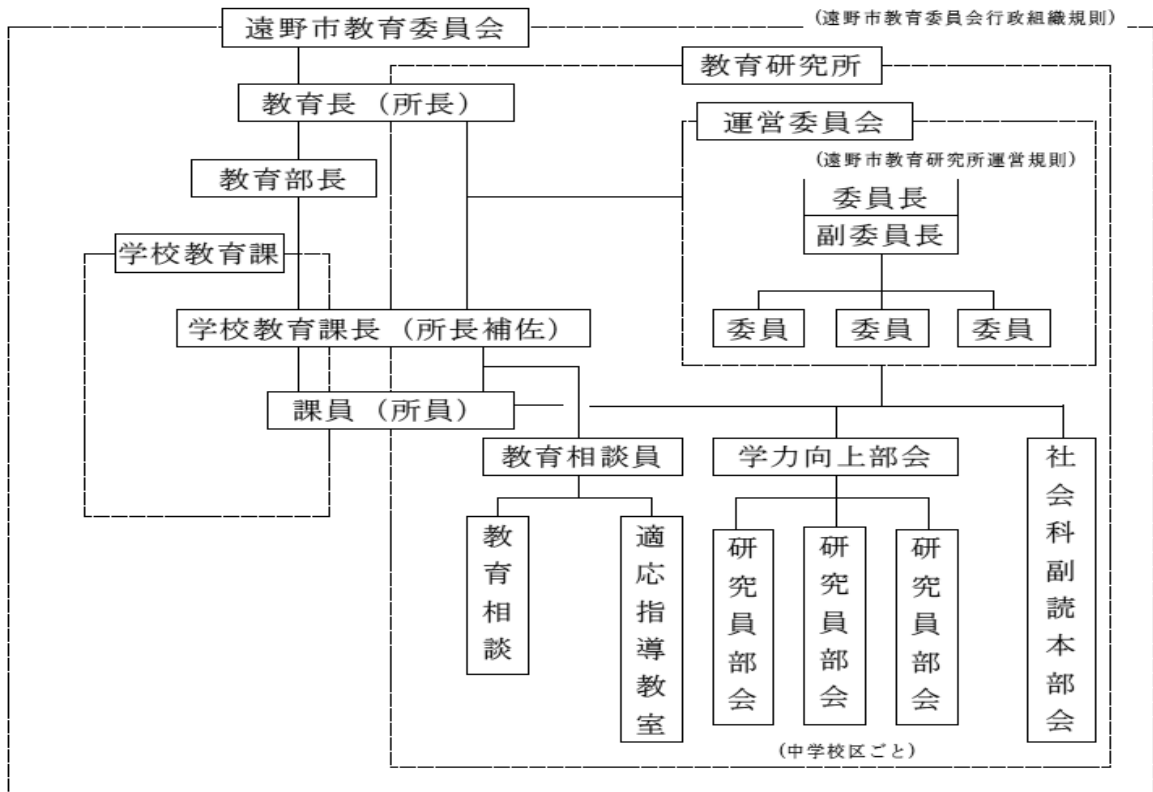 遠野市教育委員会
(遠野市教育委員会行政組織規則)
教育研究所
教育長（所長）
運営委員会
(遠野市教育研究所運営規則)
教育部長
委員長
副委員長
学校教育課
学校教育課長（所長補佐）
委員
委員
委員
課員（所員）
教育相談員
学力向上部会
社会科副読本部会
教育相談
適応指導教室
研究員部会
研究員部会
研究員部会
(中学校区ごと)